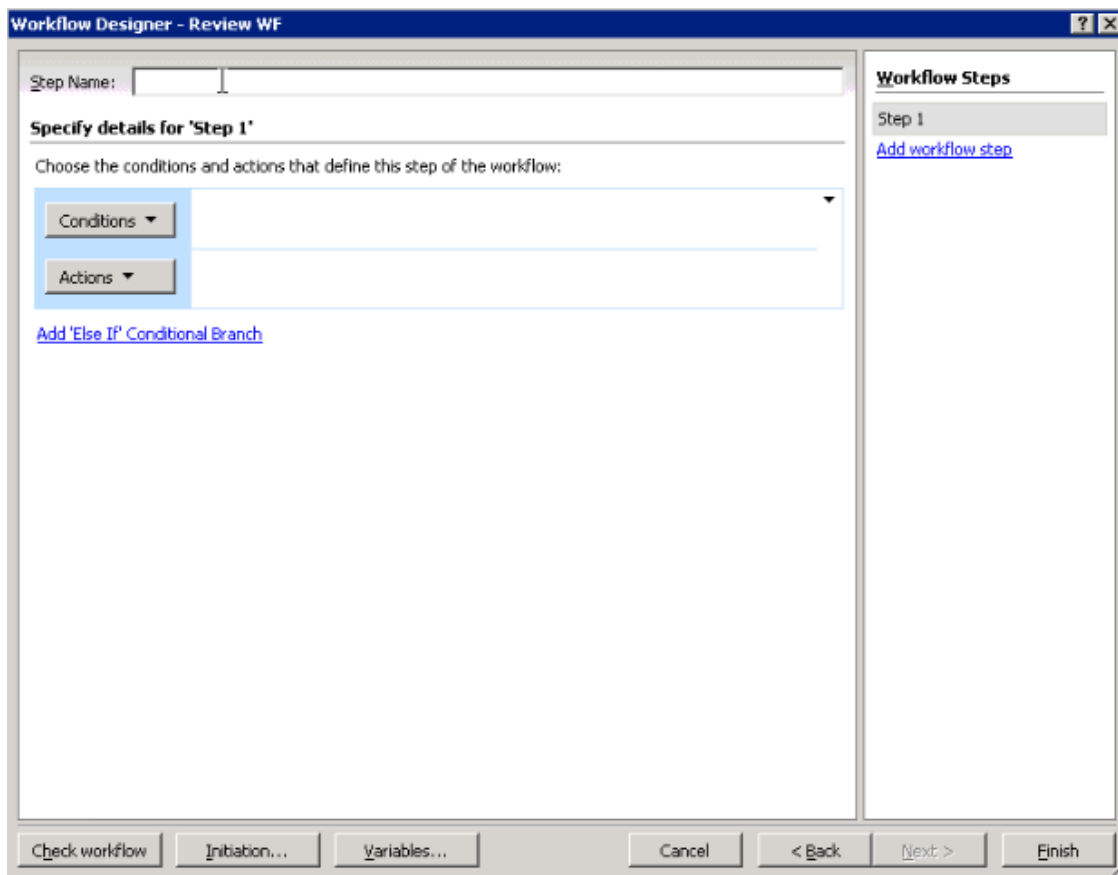 Workflow Designer - Review WF
Step Name:
Specify details for 'Step 1'
Choose the conditions and actions that define this step of the workflow:
Conditions
Actions
Add 'Else If' Conditional Branch
Workflow Steps
Step 1
Add workflow step
Check workflow
Initiation...
Variables...
Cancel
< Back
Next >
Finish